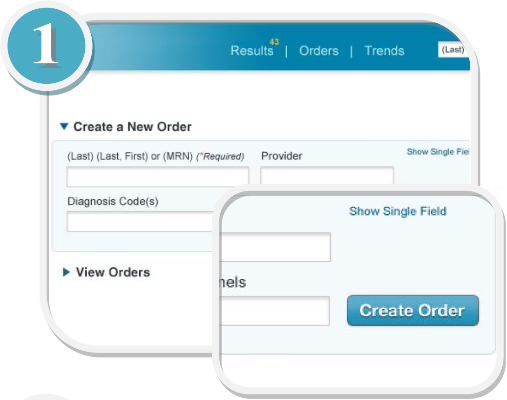 1
43
Results | Orders | Trends (Last)
Create a New Order
(Last) (Last, First) or (MRN) (*Required) Provider Show Single Fie
Diagnosis Code(s)
View Orders
Show Single Field
nels
Create Order